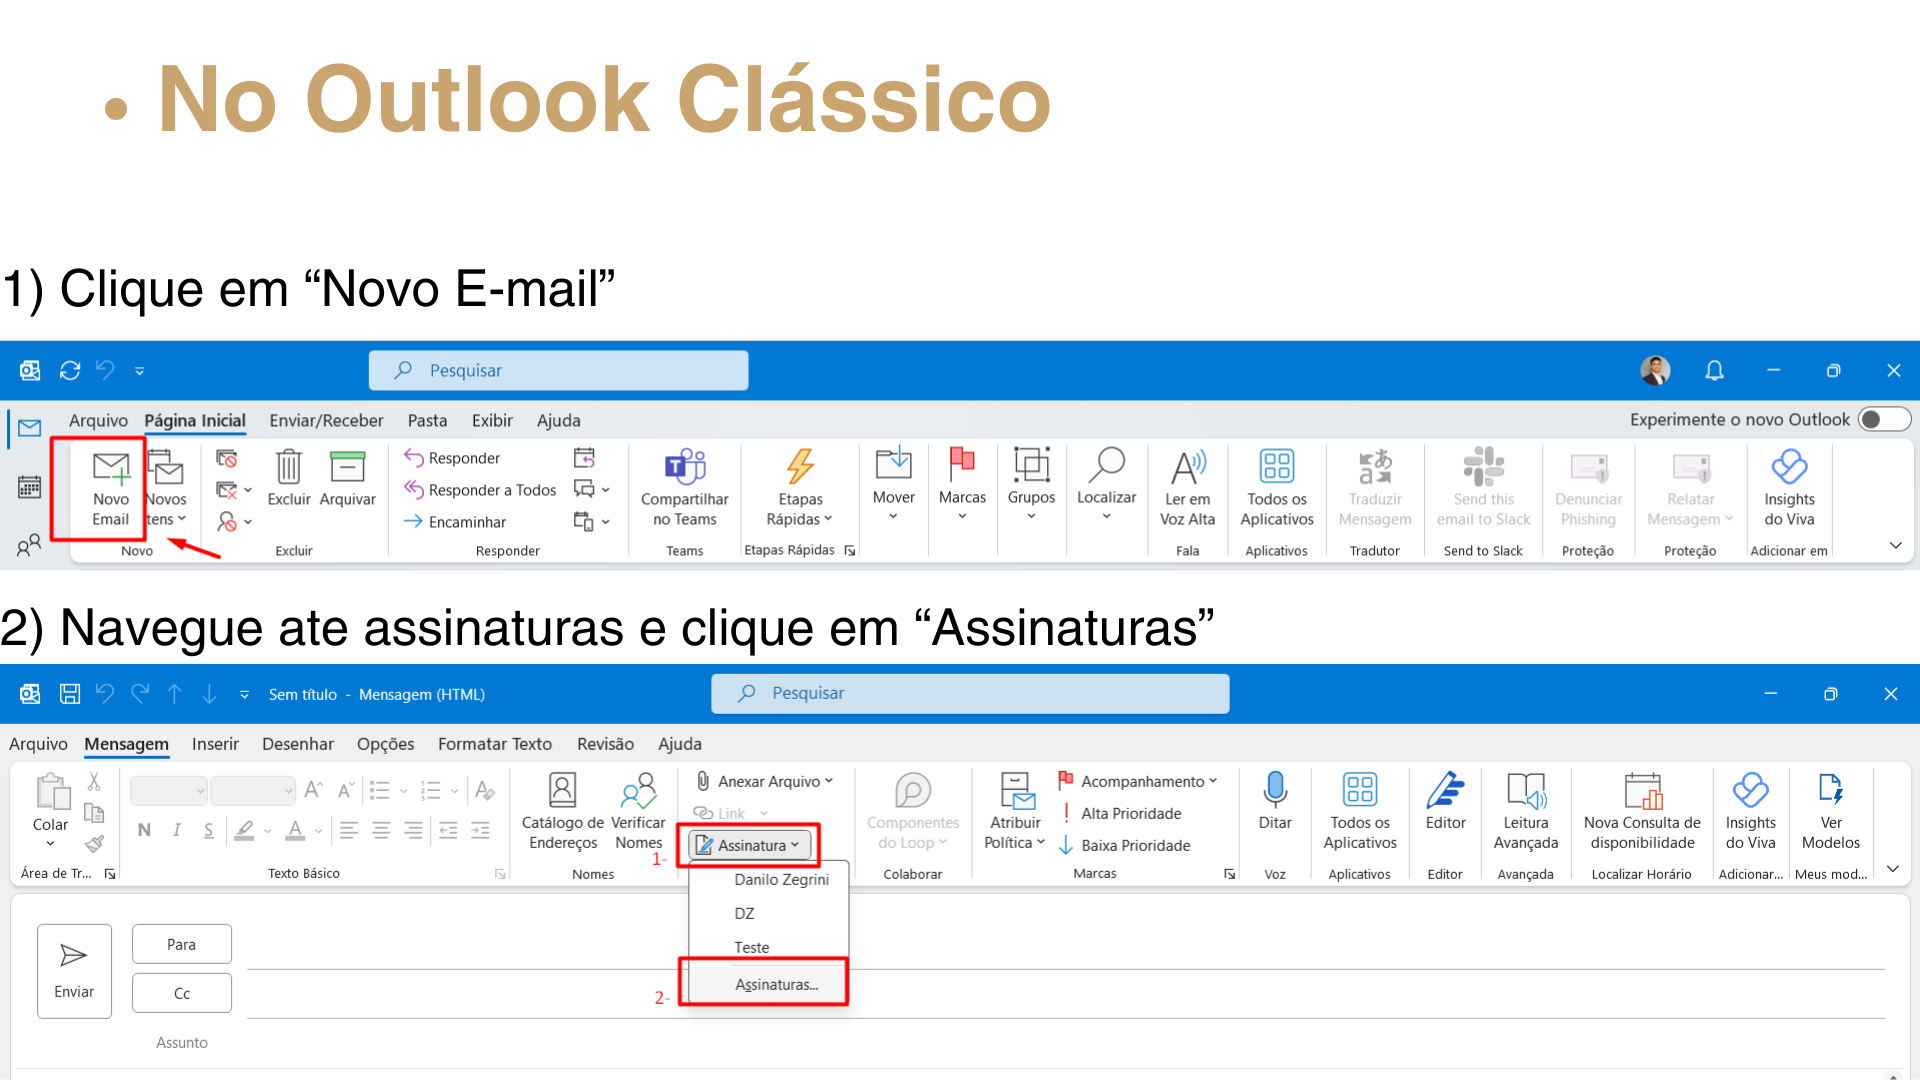 • No Outlook Clássico
1) Clique em “Novo E-mail”
Pesquisar
Arquivo Página Inicial Enviar/Receber Pasta Exibir Ajuda Experimente o novo Outlook
Novo Email
Novos tens
Novo
Excluir Arquivar
Excluir
Responder
Responder a Todos
Encaminhar
Responder
Compartilhar no Teams
Teams
Etapas Rápidas
Etapas Rápidas
Mover
Marcas
Grupos
Localizar
Ler em Voz Alta
Fala
Todos os Aplicativos
Aplicativos
Traduzir Mensagem
Tradutor
Send this email to Slack
Send to Slack
Denunciar Phishing
Proteção
Relatar Mensagem
Proteção
Insights do Viva
Adicionar em
2) Navegue ate assinaturas e clique em “Assinaturas”
Sem título - Mensagem (HTML) Pesquisar
Arquivo Mensagem Inserir Desenhar Opções Formatar Texto Revisão Ajuda
Colar
Área de Tr...
N I S A
Texto Básico
Catálogo de Endereços
Verificar Nomes
Nomes
Anexar Arquivo
Link
1- Assinatura
Danilo Zegrini
DZ
Teste
2- Assinaturas...
Componentes do Loop
Colaborar
Atribuir Política
Acompanhamento
Alta Prioridade
Baixa Prioridade
Marcas
Ditar
Voz
Todos os Aplicativos
Aplicativos
Editor
Editor
Leitura Avançada
Avançada
Nova Consulta de disponibilidade
Localizar Horário
Insights do Viva
Adicionar...
Ver Modelos
Meus mod...
Enviar
Para
Cc
Assunto